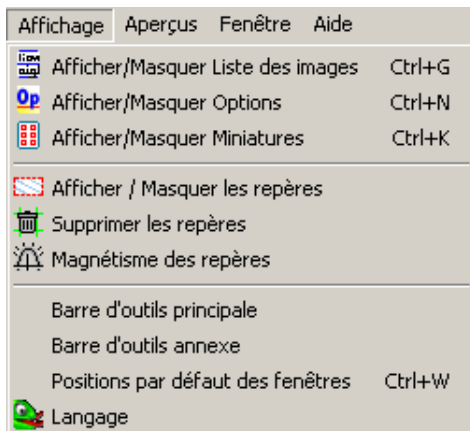 Affichage Aperçus Fenêtre Aide
Afficher/Masquer Liste des images Ctrl+G
Op Afficher/Masquer Options Ctrl+N
Afficher/Masquer Miniatures Ctrl+K
Afficher / Masquer les repères
Supprimer les repères
Magnétisme des repères
Barre d'outils principale
Barre d'outils annexe
Positions par défaut des fenêtres Ctrl+W
Langage